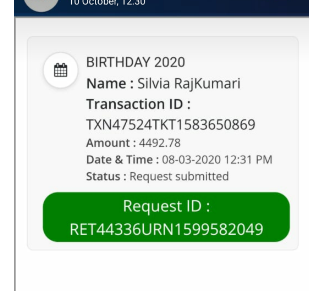 10 October, 12:30
BIRTHDAY 2020
Name : Silvia RajKumari
Transaction ID :
TXN47524TKT1583650869
Amount : 4492.78
Date & Time : 08-03-2020 12:31 PM
Status : Request submitted
Request ID :
RET44336URN1599582049